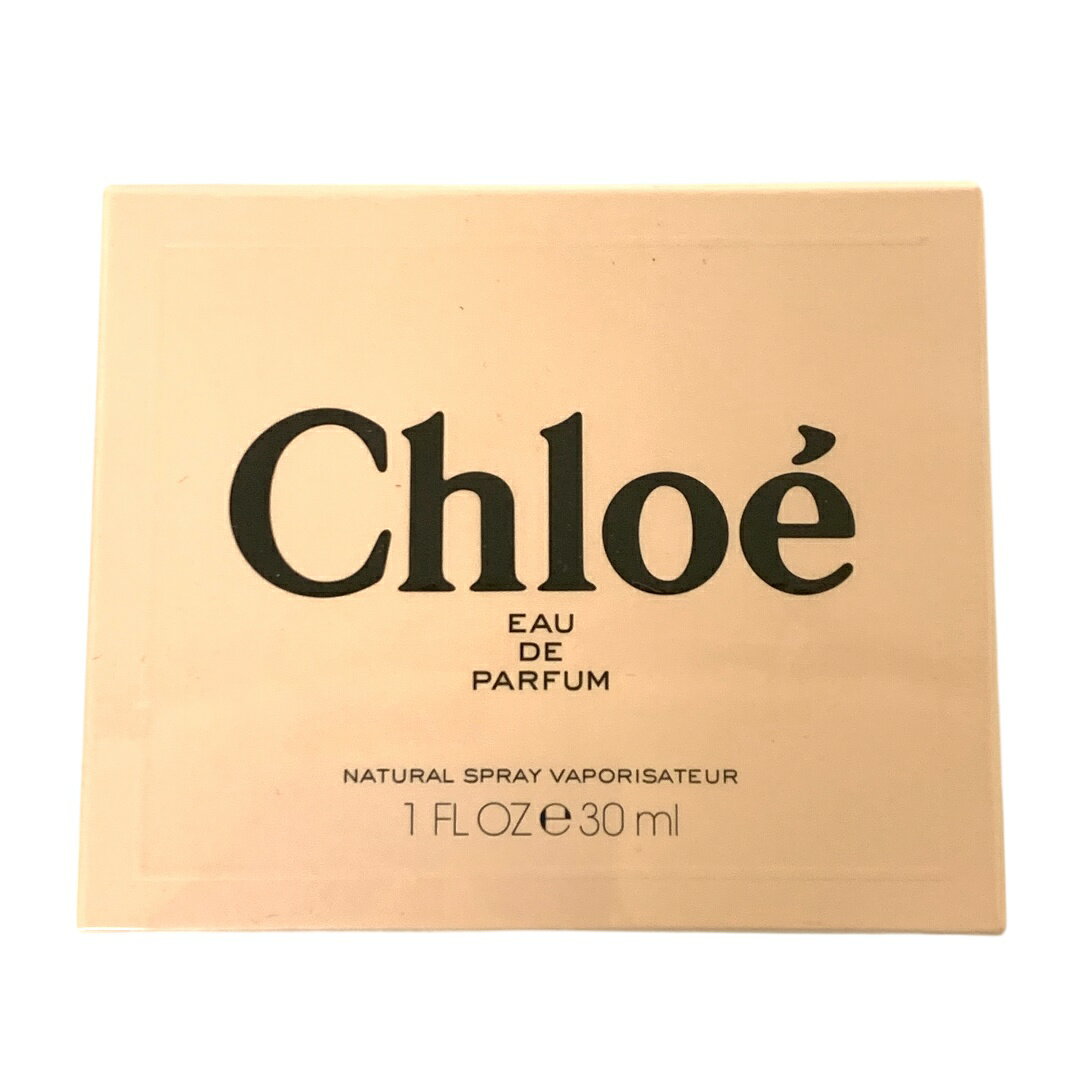 Chloé
EAU
DE
PARFUM
NATURAL SPRAY VAPORISATEUR
1 FL OZ e 30 ml